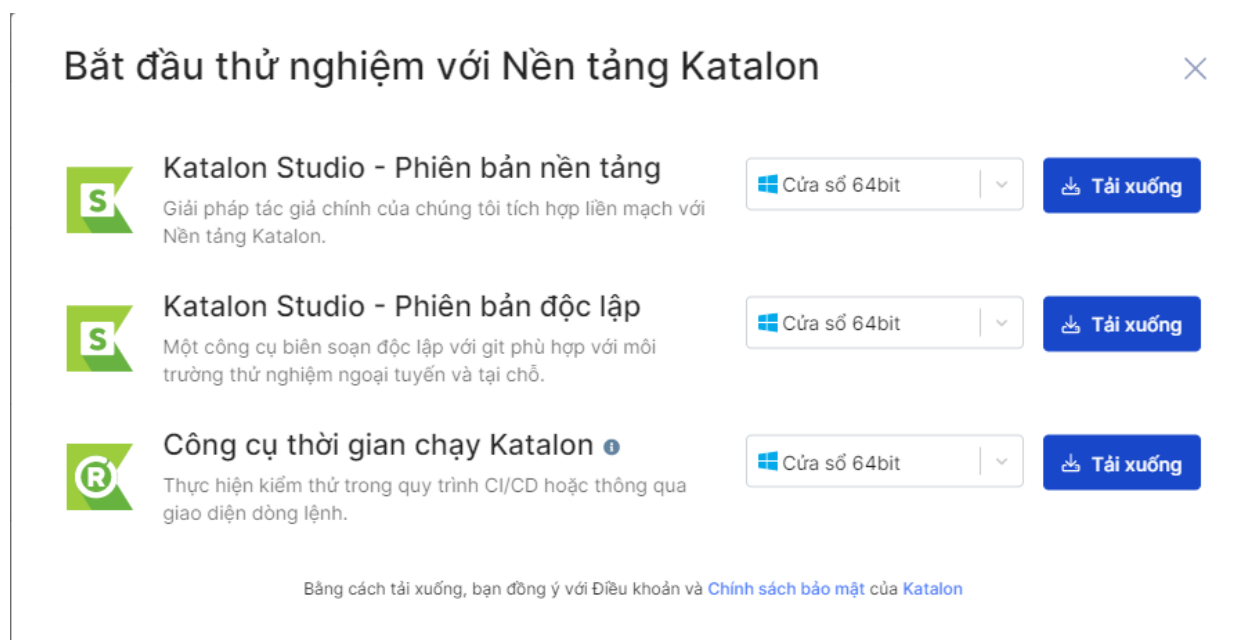 Bắt đầu thử nghiệm với Nền tảng Katalon
S
Katalon Studio - Phiên bản nền tảng
Giải pháp tác giả chính của chúng tôi tích hợp liền mạch với
Nền tảng Katalon.
Cửa sổ 64bit
Tải xuống
S
Katalon Studio - Phiên bản độc lập
Một công cụ biên soạn độc lập với git phù hợp với môi
trường thử nghiệm ngoại tuyến và tại chỗ.
Cửa sổ 64bit
Tải xuống
R
Công cụ thời gian chạy Katalon
Thực hiện kiểm thử trong quy trình CI/CD hoặc thông qua
giao diện dòng lệnh.
Cửa sổ 64bit
Tải xuống
Bằng cách tải xuống, bạn đồng ý với Điều khoản và Chính sách bảo mật của Katalon